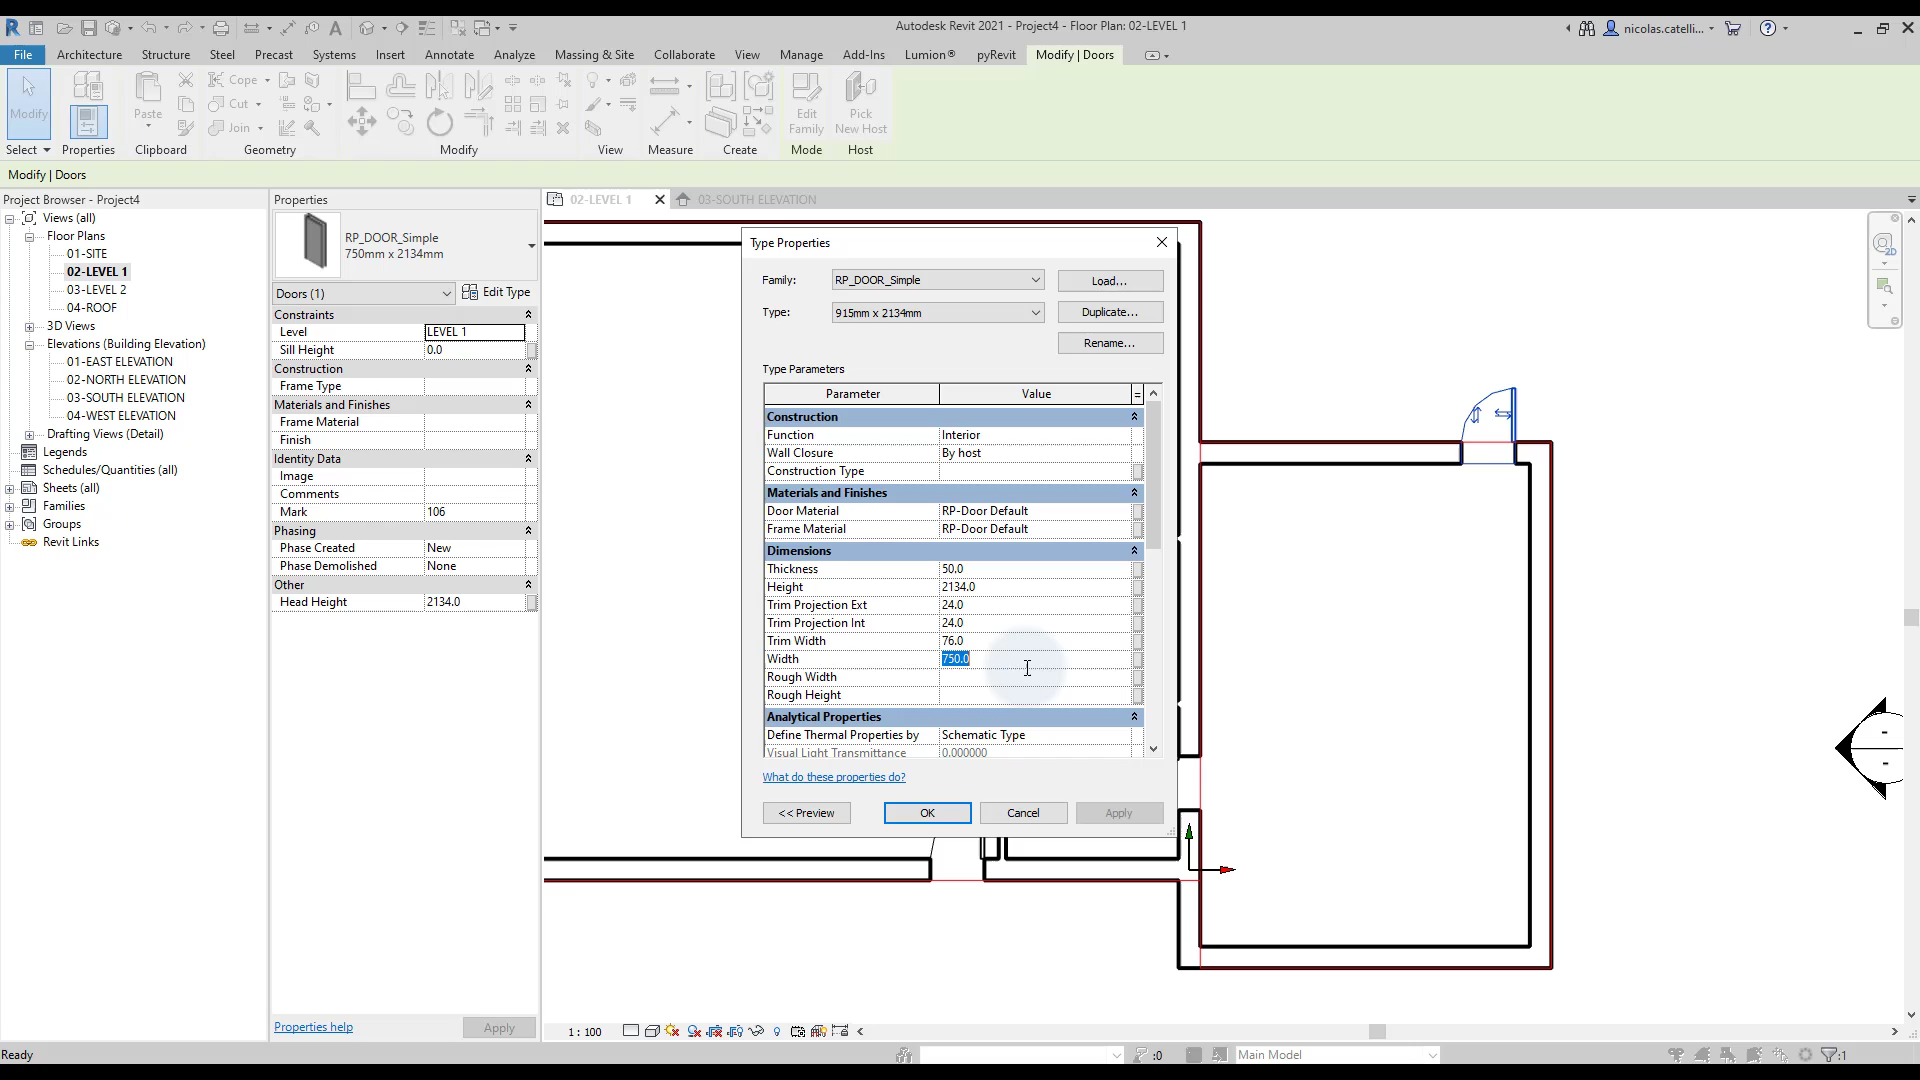 Autodesk Revit 2021 - Project4 - Floor Plan: 02-LEVEL 1
nicolas.catelli...
File Architecture Structure Steel Precast Systems Insert Annotate Analyze Massing & Site Collaborate View Manage Add-Ins Lumion® pyRevit Modify | Doors
Modify
Paste
Cope
Cut
Join
Edit
Family
Pick
New Host
Select Properties Clipboard Geometry Modify View Measure Create Mode Host
Modify | Doors
Project Browser - Project4
Views (all)
Floor Plans
01-SITE
02-LEVEL 1
03-LEVEL 2
04-ROOF
3D Views
Elevations (Building Elevation)
01-EAST ELEVATION
02-NORTH ELEVATION
03-SOUTH ELEVATION
04-WEST ELEVATION
Drafting Views (Detail)
Legends
Schedules/Quantities (all)
Sheets (all)
Families
Groups
Revit Links
Properties
RP_DOOR_Simple
750mm x 2134mm
Doors (1)
Edit Type
Constraints
Level LEVEL 1
Sill Height 0.0
Construction
Frame Type
Materials and Finishes
Frame Material
Finish
Identity Data
Image
Comments
Mark 106
Phasing
Phase Created New
Phase Demolished None
Other
Head Height 2134.0
Properties help
Apply
02-LEVEL 1
03-SOUTH ELEVATION
Type Properties
Family: RP_DOOR_Simple Load...
Type: 915mm x 2134mm Duplicate...
Rename...
Type Parameters
Parameter Value =
Construction
Function Interior
Wall Closure By host
Construction Type
Materials and Finishes
Door Material RP-Door Default
Frame Material RP-Door Default
Dimensions
Thickness 50.0
Height 2134.0
Trim Projection Ext 24.0
Trim Projection Int 24.0
Trim Width 76.0
Width 750.0
Rough Width
Rough Height
Analytical Properties
Define Thermal Properties by Schematic Type
Visual Light Transmittance 0.000000
What do these properties do?
<< Preview OK Cancel Apply
2D
1 : 100
Ready
:0
Main Model
:1